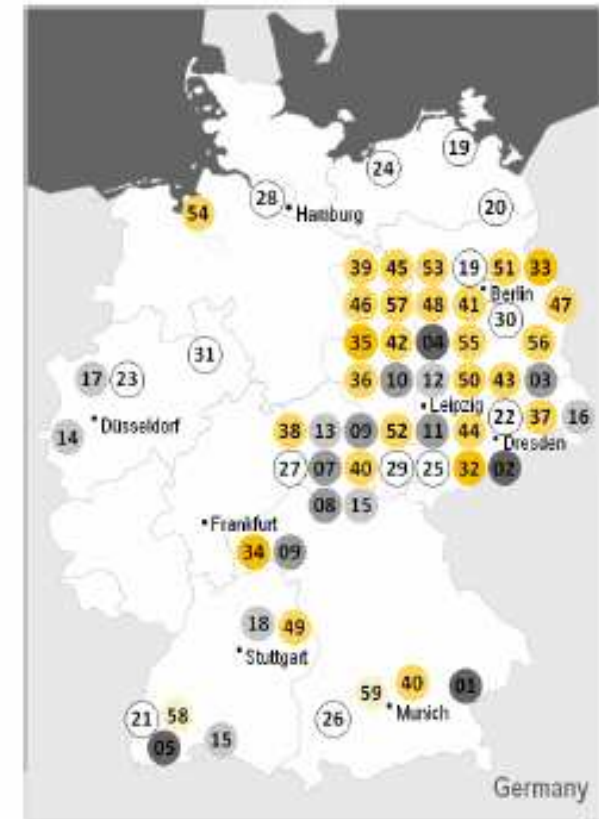 19
24
20
28
Hamburg
54
39 45 53 19 51 33
Berlin
46 57 48 41 47
30
35 42 04 55 56
31
36 10 12 50 43 03
17 23
Leipzig
22 37 16
Düsseldorf
14
38 13 09 52 11 44
Dresden
27 07 40 29 25 32 02
08 15
Frankfurt
34 09
18 49
Stuttgart
40 01
59
Munich
21 58 26
05 15
Germany